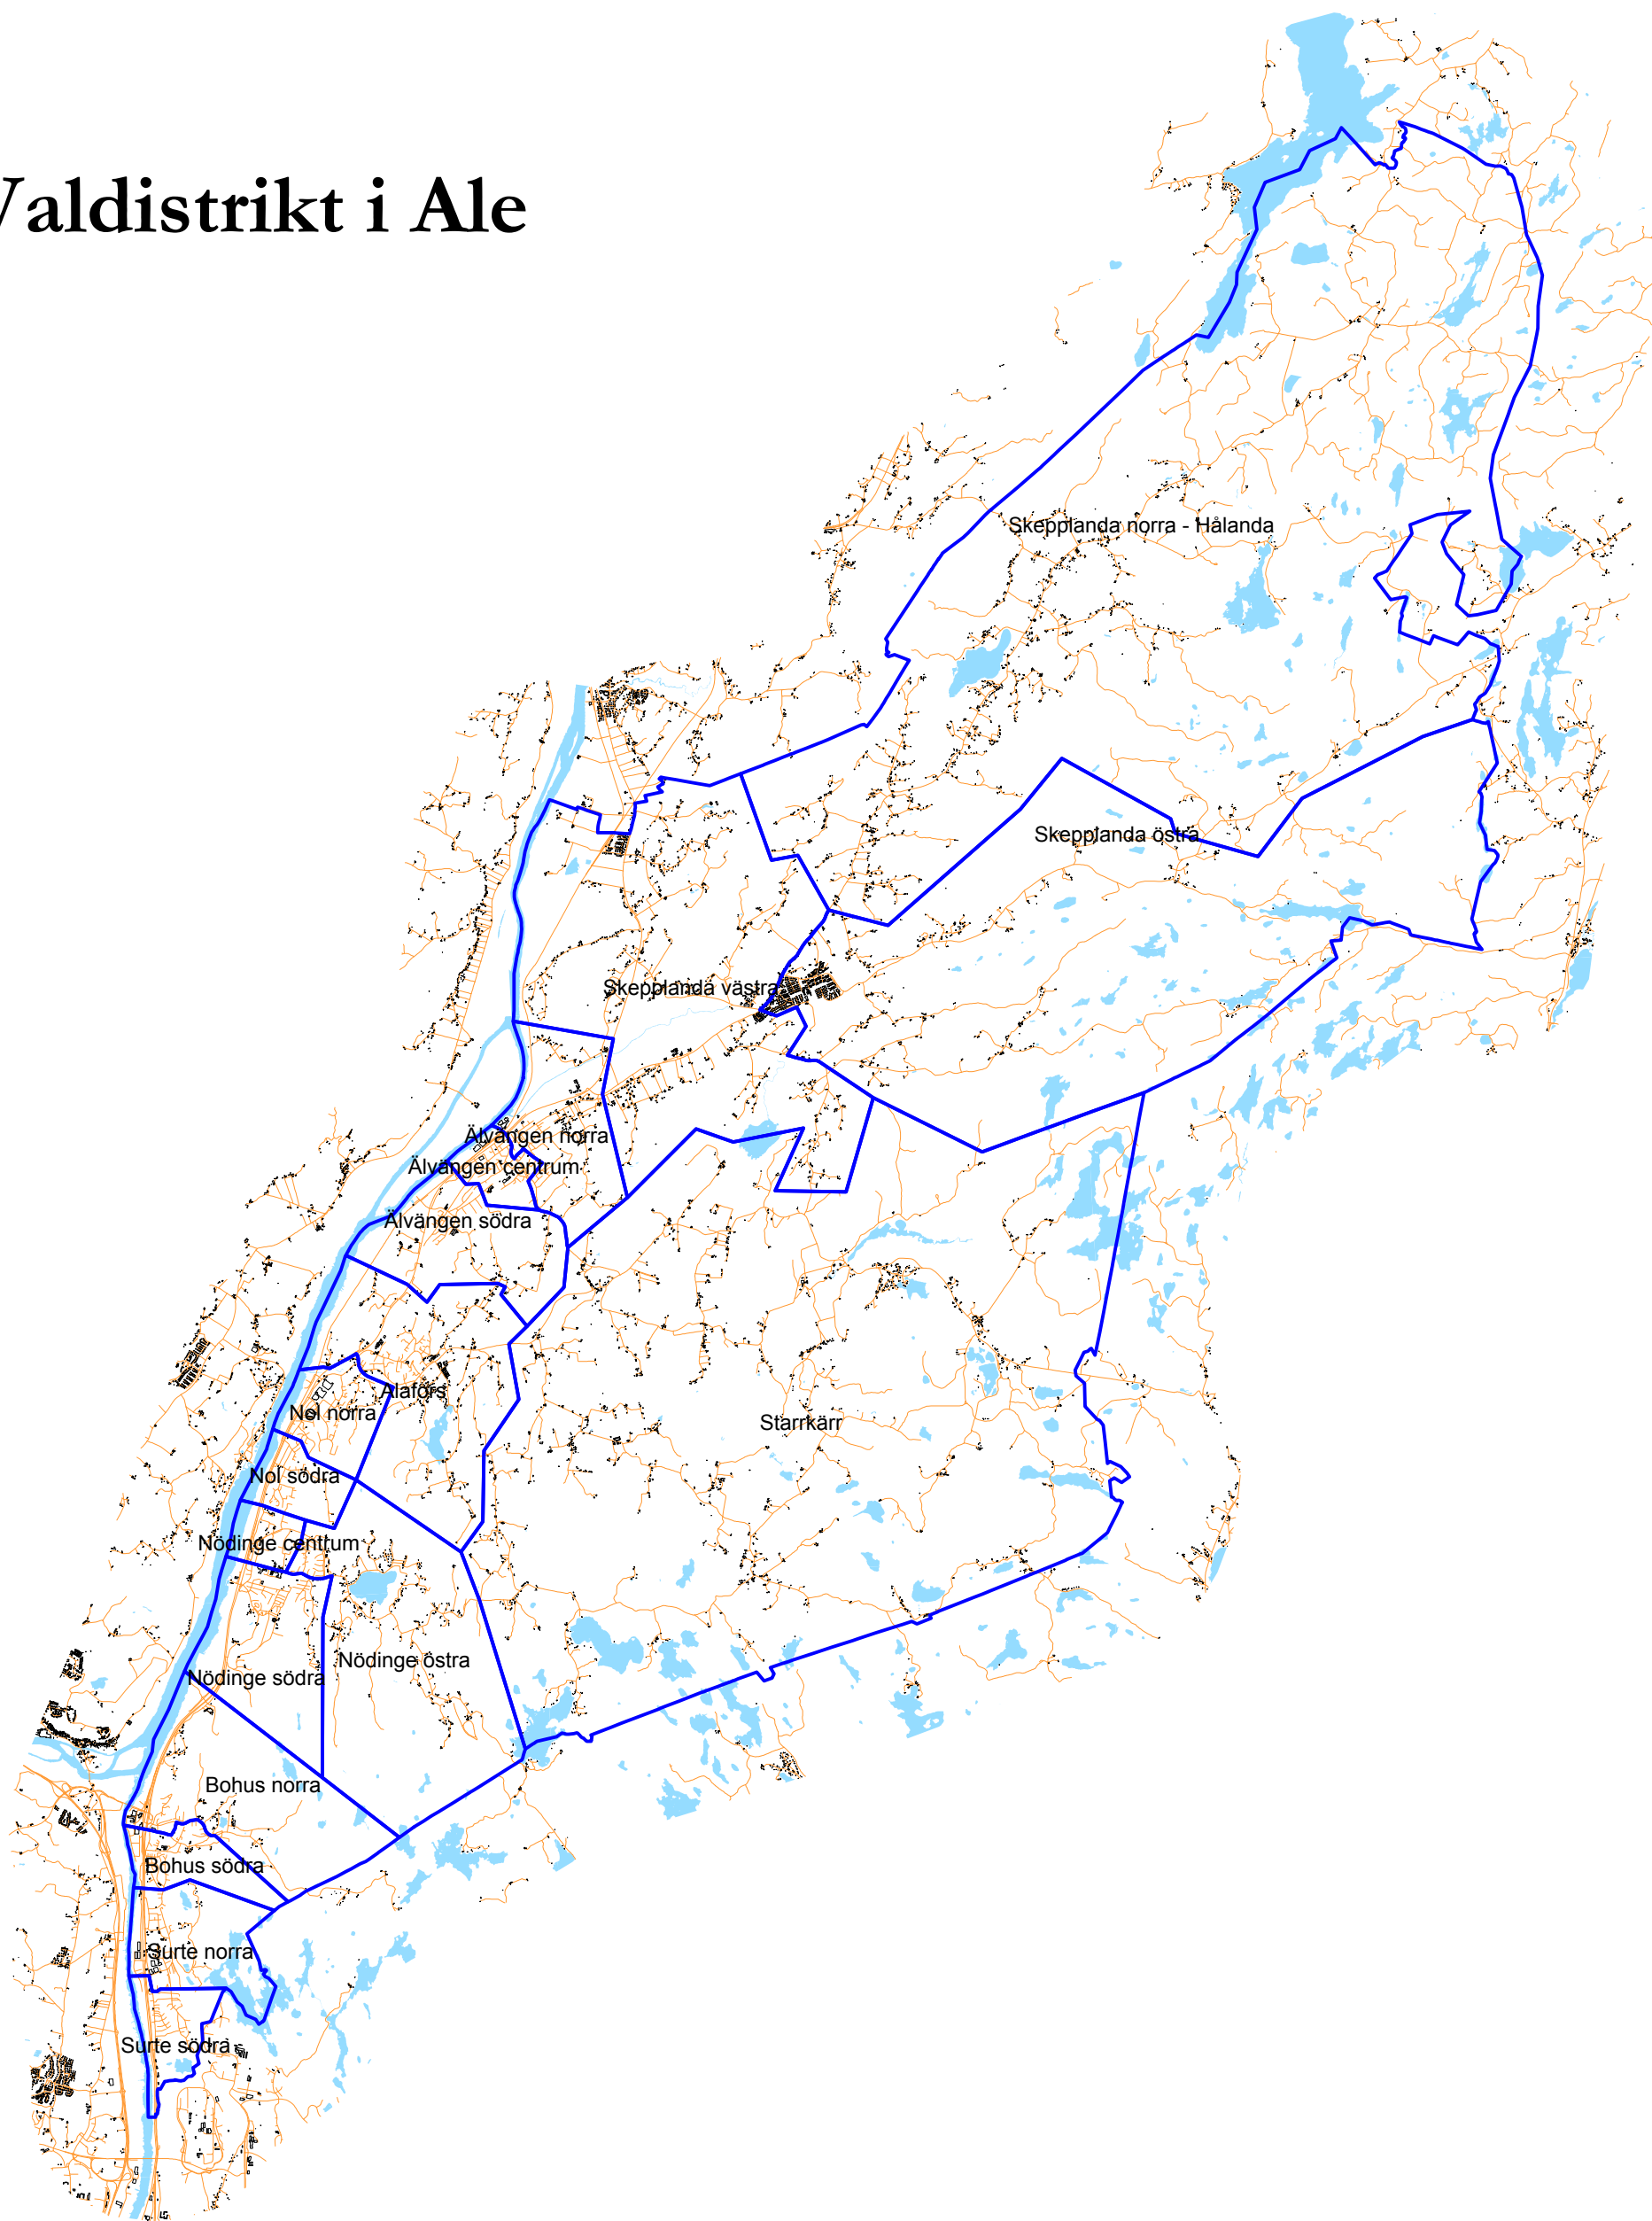 Valdistrikt i Ale
Skepplanda norra - Hålanda
Skepplanda östra
Skepplanda västra
Älvängen norra
Älvängen centrum
Älvängen södra
Alafors
Nol norra
Starrkärr
Nol södra
Nödinge centrum
Nödinge östra
Nödinge södra
Bohus norra
Bohus södra
Surte norra
Surte södra